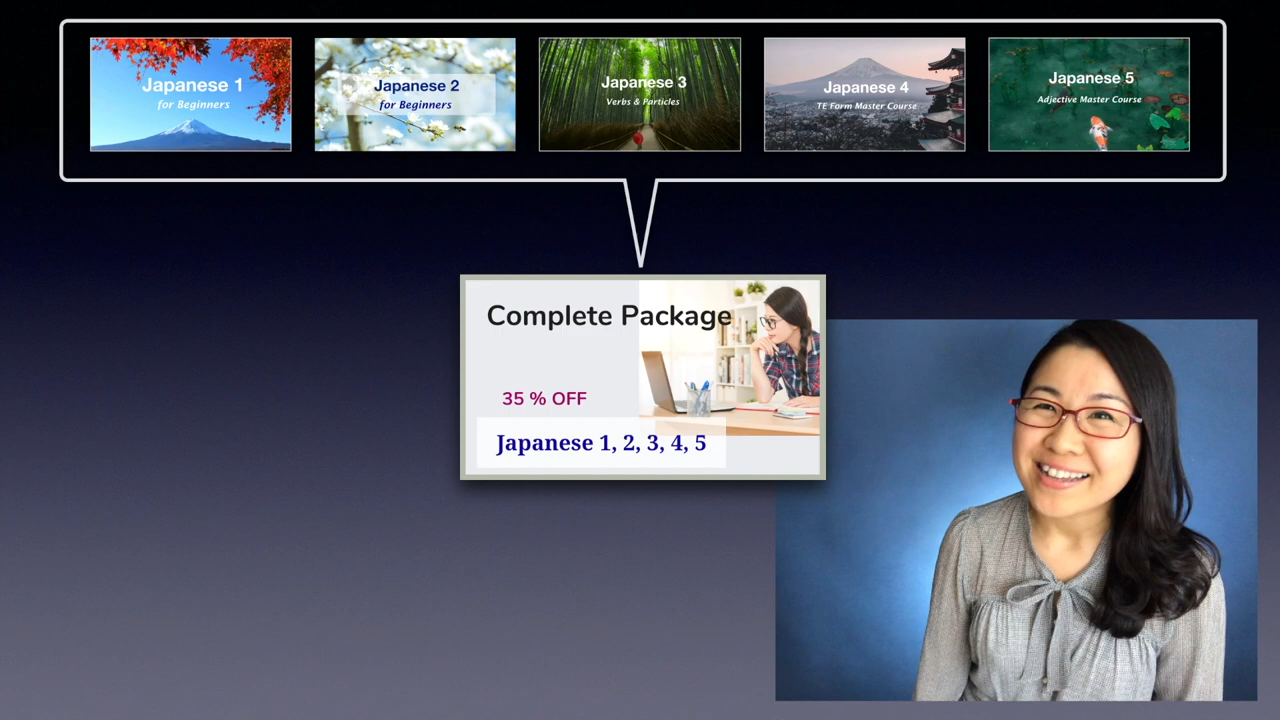 Japanese 1
for Beginners
Japanese 2
for Beginners
Japanese 3
Verbs & Particles
Japanese 4
TE Form Master Course
Japanese 5
Adjective Master Course
Complete Package
35 % OFF
Japanese 1, 2, 3, 4, 5